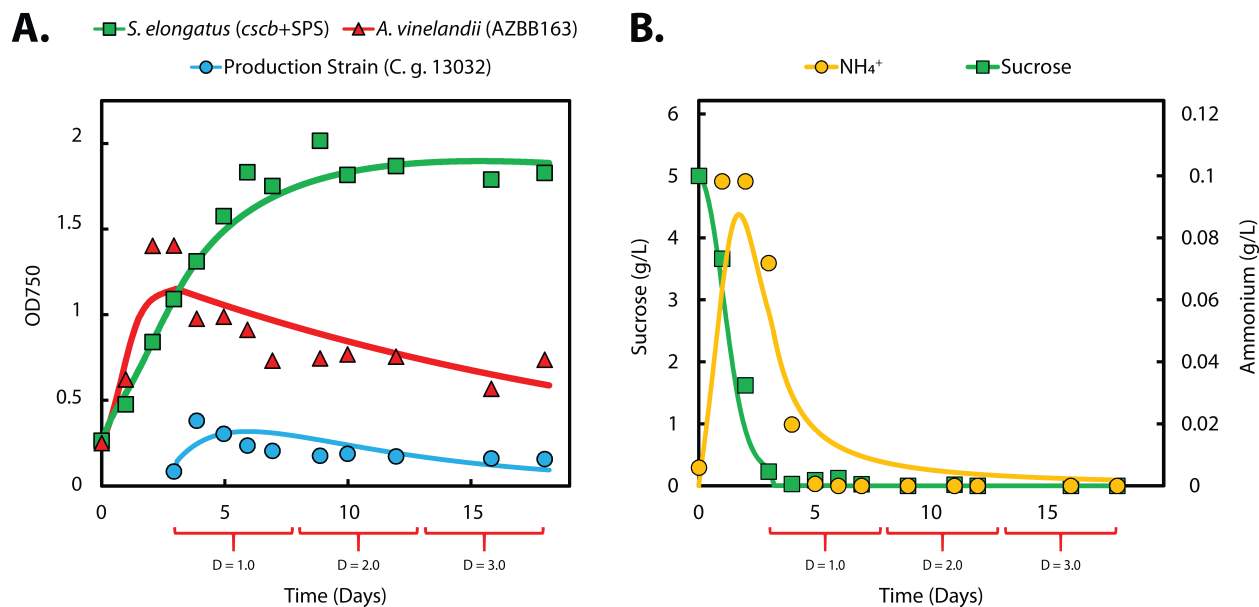 A.
S. elongatus (cscb+SPS) A. vinelandii (AZBB163)
Production Strain (C. g. 13032)
OD750
2
1.5
1
0.5
0
0 5 10 15
D = 1.0 D = 2.0 D = 3.0
Time (Days)
B.
NH₄⁺ Sucrose
Sucrose (g/L)
6
5
4
3
2
1
0
0.12
0.1
0.08
0.06
0.04
0.02
0
Ammonium (g/L)
0 5 10 15
D = 1.0 D = 2.0 D = 3.0
Time (Days)